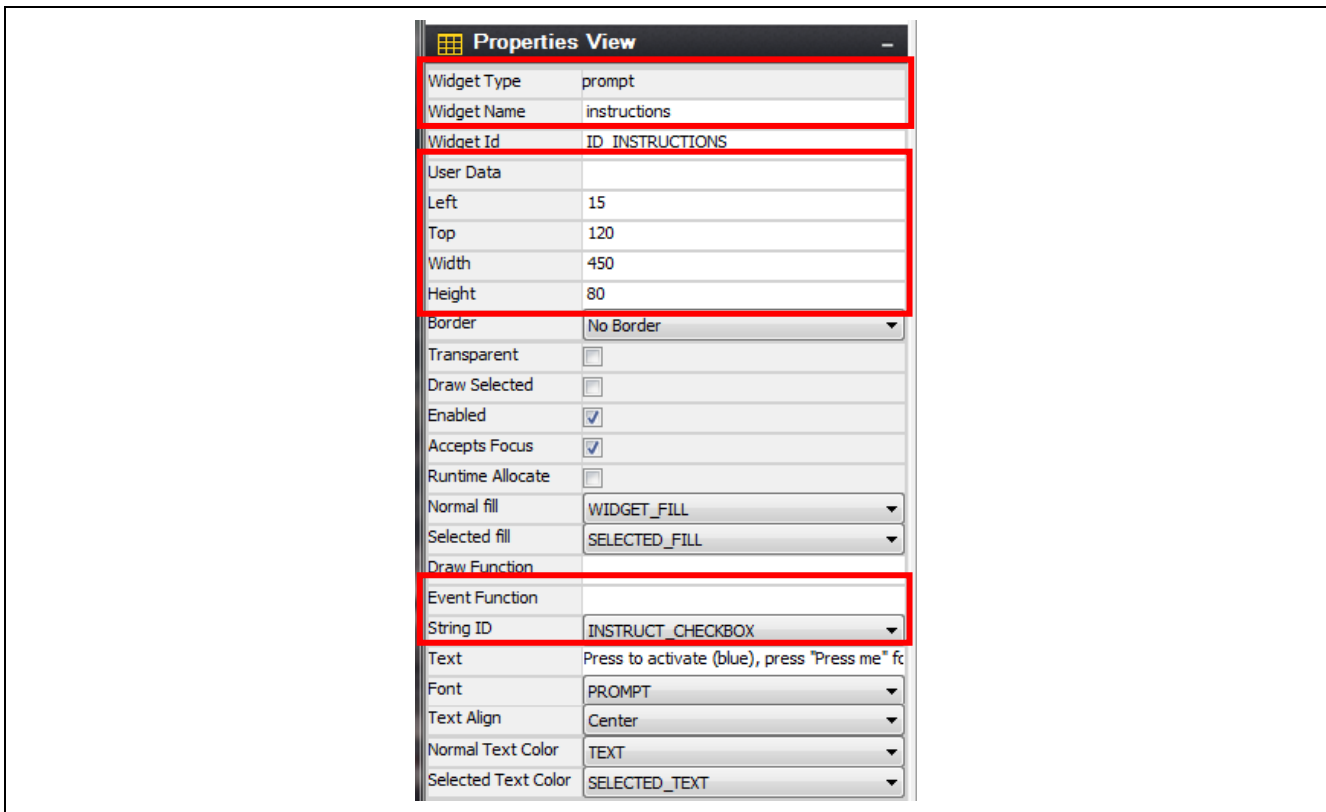 Properties View
Widget Type prompt
Widget Name instructions
Widget Id ID_INSTRUCTIONS
User Data
Left 15
Top 120
Width 450
Height 80
Border No Border
Transparent
Draw Selected
Enabled
Accepts Focus
Runtime Allocate
Normal fill WIDGET_FILL
Selected fill SELECTED_FILL
Draw Function
Event Function
String ID INSTRUCT_CHECKBOX
Text Press to activate (blue), press "Press me" fo
Font PROMPT
Text Align Center
Normal Text Color TEXT
Selected Text Color SELECTED_TEXT